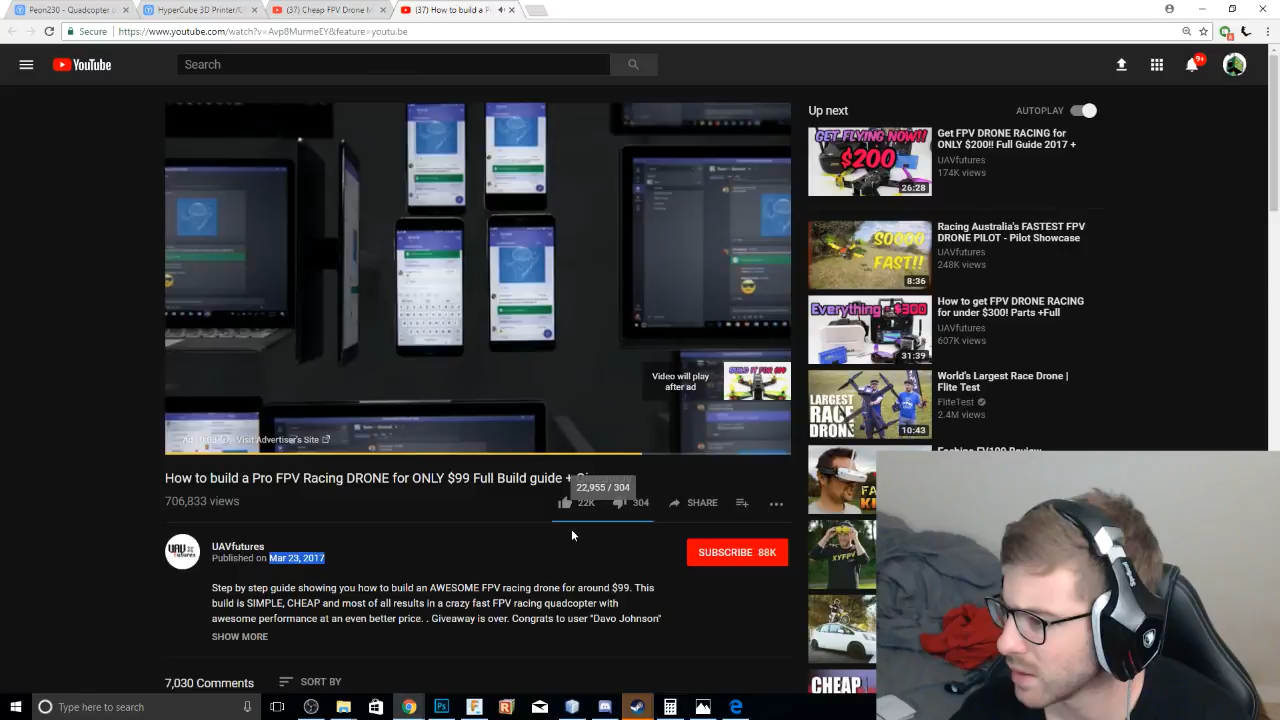 Peon230 - Quadcopter b
HyperCube 3D Printer/C
(37) Cheap FPV Drone M
(37) How to build a P
Secure
https://www.youtube.com/watch?v=Avp8MurmeEY&feature=youtu.be
YouTube
Search
9+
Up next
AUTOPLAY
GET FLYING NOW!!
$200
26:28
Get FPV DRONE RACING for
ONLY $200!! Full Guide 2017 +
UAVfutures
174K views
SOOOO
FAST!!
8:36
Racing Australia's FASTEST FPV
DRONE PILOT - Pilot Showcase
UAVfutures
248K views
Everything $300
31:39
How to get FPV DRONE RACING
for under $300! Parts +Full
UAVfutures
607K views
LARGEST
RACE
DRONE
10:43
World's Largest Race Drone |
Flite Test
FliteTest
2.4M views
Video will play
after ad
BUILD IT FOR $99
Visit Advertiser's Site
How to build a Pro FPV Racing DRONE for ONLY $99 Full Build guide +
22,955 / 304
706,833 views
22K
304
SHARE
UAVfutures
Published on Mar 23, 2017
SUBSCRIBE 88K
Step by step guide showing you how to build an AWESOME FPV racing drone for around $99. This
build is SIMPLE, CHEAP and most of all results in a crazy fast FPV racing quadcopter with
awesome performance at an even better price. . Giveaway is over. Congrats to user "Davo Johnson"
SHOW MORE
7,030 Comments
SORT BY
CHEAP
Type here to search